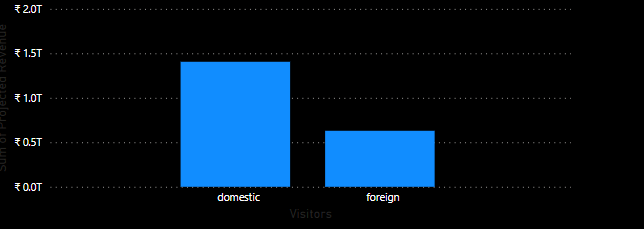 Sum of Projected Revenue
₹ 2.0T
₹ 1.5T
₹ 1.0T
₹ 0.5T
₹ 0.0T
domestic foreign
Visitors